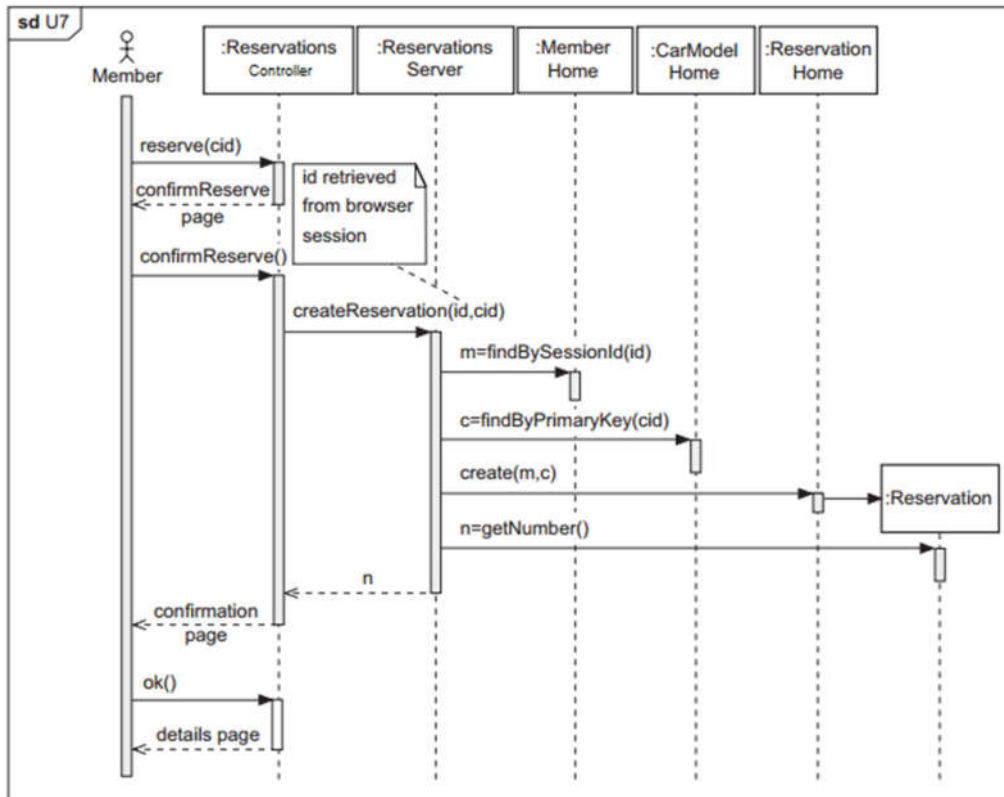 sd U7
Member
:Reservations
Controller
:Reservations
Server
:Member
Home
:CarModel
Home
:Reservation
Home
reserve(cid)
confirmReserve
page
id retrieved
from browser
session
confirmReserve()
createReservation(id,cid)
m=findBySessionId(id)
c=findByPrimaryKey(cid)
create(m,c)
:Reservation
n=getNumber()
n
confirmation
page
ok()
details page